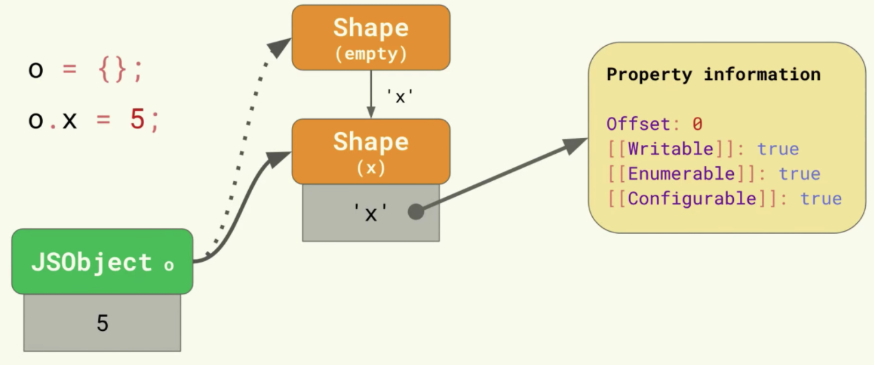 o = {};
o.x = 5;
Shape
(empty)
'x'
Shape
(x)
'x'
JSObject o
5
Property information
Offset: 0
[[Writable]]: true
[[Enumerable]]: true
[[Configurable]]: true